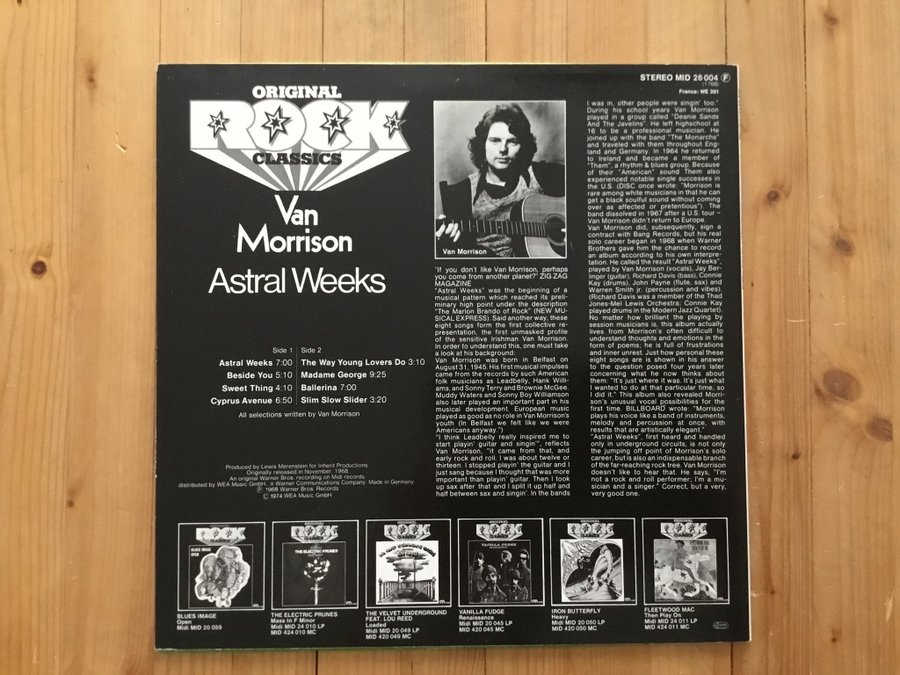 ORIGINAL
ROCK
CLASSICS
Van
Morrison
Astral Weeks
Side 1
Astral Weeks 7:00
Beside You 5:10
Sweet Thing 4:10
Cyprus Avenue 6:50
Side 2
The Way Young Lovers Do 3:10
Madame George 9:25
Ballerina 7:00
Slim Slow Slider 3:20
All selections written by Van Morrison
Produced by Lewis Merenstein for Inherit Productions.
Originally released in November 1968.
An original Warner Bros. recording on Midi records
distributed by WEA Music GmbH, a Warner Communications Company. Made in Germany.
Ⓟ 1968 Warner Bros. Records
© 1974 WEA Music GmbH
STEREO MID 26 004 Ⓕ
(1768)
France: WE 391
Van Morrison
"If you don't like Van Morrison, perhaps
you come from another planet?" ZIG ZAG
MAGAZINE
"Astral Weeks" was the beginning of a
musical pattern which reached its preli-
minary high point under the description
"The Marlon Brando of Rock" (NEW MU-
SICAL EXPRESS). Said another way, these
eight songs form the first collective re-
presentation, the first unmasked profile
of the sensitive Irishman Van Morrison.
In order to understand this, one must take
a look at his background:
Van Morrison was born in Belfast on
August 31, 1945. His first musical impulses
came from the records by such American
folk musicians as Leadbelly, Hank Willi-
ams, and Sonny Terry and Brownie McGee.
Muddy Waters and Sonny Boy Williamson
also later played an important part in his
musical development. European music
played as good as no role in Van Morrison's
youth (In Belfast we felt like we were
Americans anyway.")
"I think Leadbelly really inspired me to
start playin' guitar and singin'", reflects
Van Morrison, "it came from that, and
early rock and roll. I was about twelve or
thirteen. I stopped playin' the guitar and I
just sang because I thought that was more
important than playin' guitar. Then I took
up sax after that and I split it up half and
half between sax and singin'. In the bands
I was in, other people were singin' too."
During his school years Van Morrison
played in a group called "Deanie Sands
And The Javelins". He left highschool at
16 to be a professional musician. He
joined up with the band "The Monarchs"
and traveled with them throughout Eng-
land and Germany. In 1964 he returned
to Ireland and became a member of
"Them", a rhythm & blues group. Because
of their "American" sound Them also
experienced notable single successes in
the U.S. (DISC once wrote: "Morrison is
rare among white musicians in that he can
get a black soulful sound without coming
over as affected or pretentious"). The
band dissolved in 1967 after a U.S. tour –
Van Morrison didn't return to Europe.
Van Morrison did, subsequently, sign a
contract with Bang Records, but his real
solo career began in 1968 when Warner
Brothers gave him the chance to record
an album according to his own interpre-
tation. He called the result "Astral Weeks",
played by Van Morrison (vocals), Jay Ber-
linger (guitar), Richard Davis (bass), Connie
Kay (drums), John Payne (flute, sax) and
Warren Smith jr. (percussion and vibes).
(Richard Davis was a member of the Thad
Jones-Mel Lewis Orchestra; Connie Kay
played drums in the Modern Jazz Quartet).
No matter how brilliant the playing by
session musicians is, this album actually
lives from Morrison's often difficult to
understand thoughts and emotions in the
form of poems; he is full of frustrations
and inner unrest. Just how personal these
eight songs are is shown in his answer
to the question posed four years later
concerning what he now thinks about
them: "It's just where it was. It's just what
I wanted to do at that particular time, so
I did it." This album also revealed Morri-
son's unusual vocal possibilities for the
first time. BILLBOARD wrote: "Morrison
plays his voice like a band of instruments,
melody and percussion at once, with
results that are artistically elegant."
"Astral Weeks", first heard and handled
only in underground circuits, is not only
the jumping off point of Morrison's solo
career, but is also an indispensable branch
of the far-reaching rock tree. Van Morrison
doesn't like to hear that. He says, "I'm
not a rock and roll performer; I'm a mu-
sician and a singer." Correct, but a very,
very good one.
BLUES IMAGE
Open
Midi MID 20 059
THE ELECTRIC PRUNES
Mass In F Minor
Midi MID 24 010 LP
MID 424 010 MC
THE VELVET UNDERGROUND
FEAT. LOU REED
Loaded
Midi MID 20 049 LP
MID 420 049 MC
VANILLA FUDGE
Renaissance
Midi MID 20 045 LP
MID 420 045 MC
IRON BUTTERFLY
Heavy
Midi MID 20 050 LP
MID 420 050 MC
FLEETWOOD MAC
Then Play On
Midi MID 24 011 LP
MID 424 011 MC